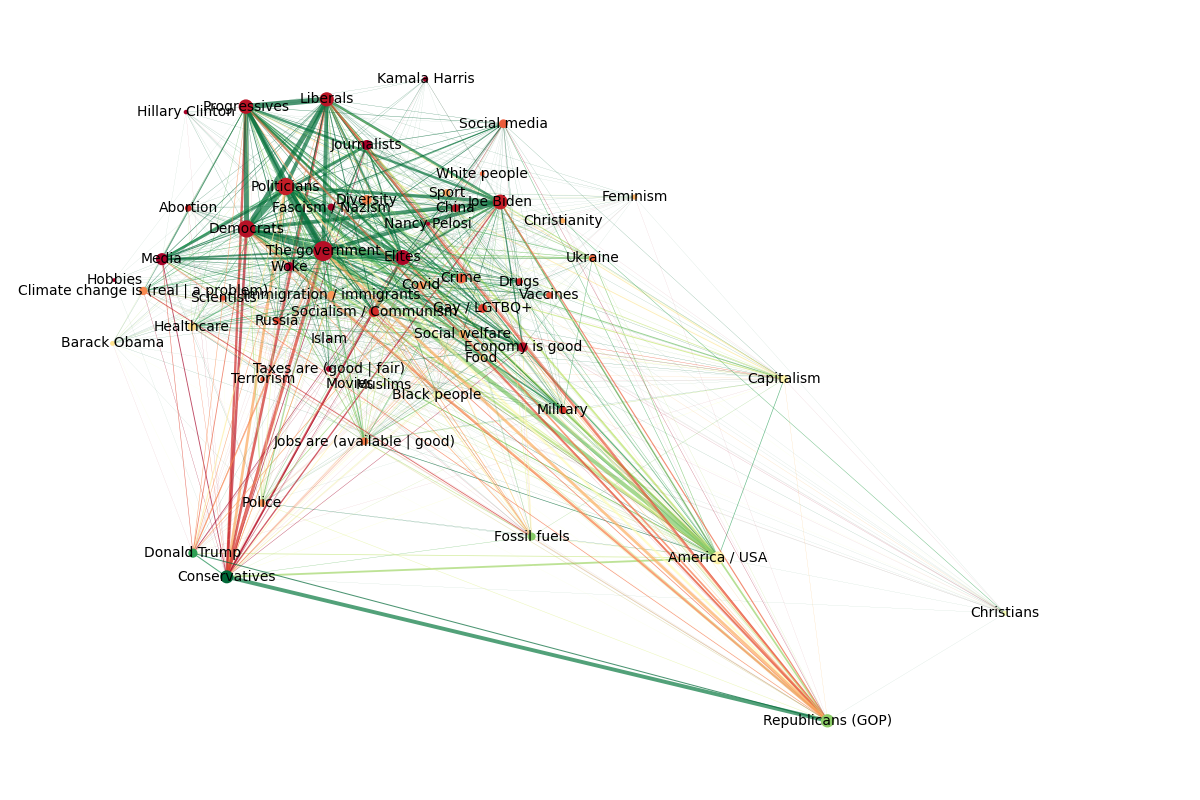 Kamala Harris
Progressives
Liberals
Hillary Clinton
Social media
Journalists
White people
Politicians
Sport
Feminism
Diversity
Joe Biden
Abortion
Fascism / Nazism
China
Christianity
Nancy Pelosi
Democrats
The government
Elites
Ukraine
Media
Woke
Hobbies
Crime
Drugs
Covid
Climate change is (real | a problem)
Scientists
Immigration / immigrants
Vaccines
Gay / LGTBQ+
Socialism / Communism
Russia
Healthcare
Social welfare
Islam
Barack Obama
Economy is good
Food
Taxes are (good | fair)
Terrorism
Capitalism
Movies
Muslims
Black people
Military
Jobs are (available | good)
Police
Fossil fuels
Donald Trump
America / USA
Conservatives
Christians
Republicans (GOP)